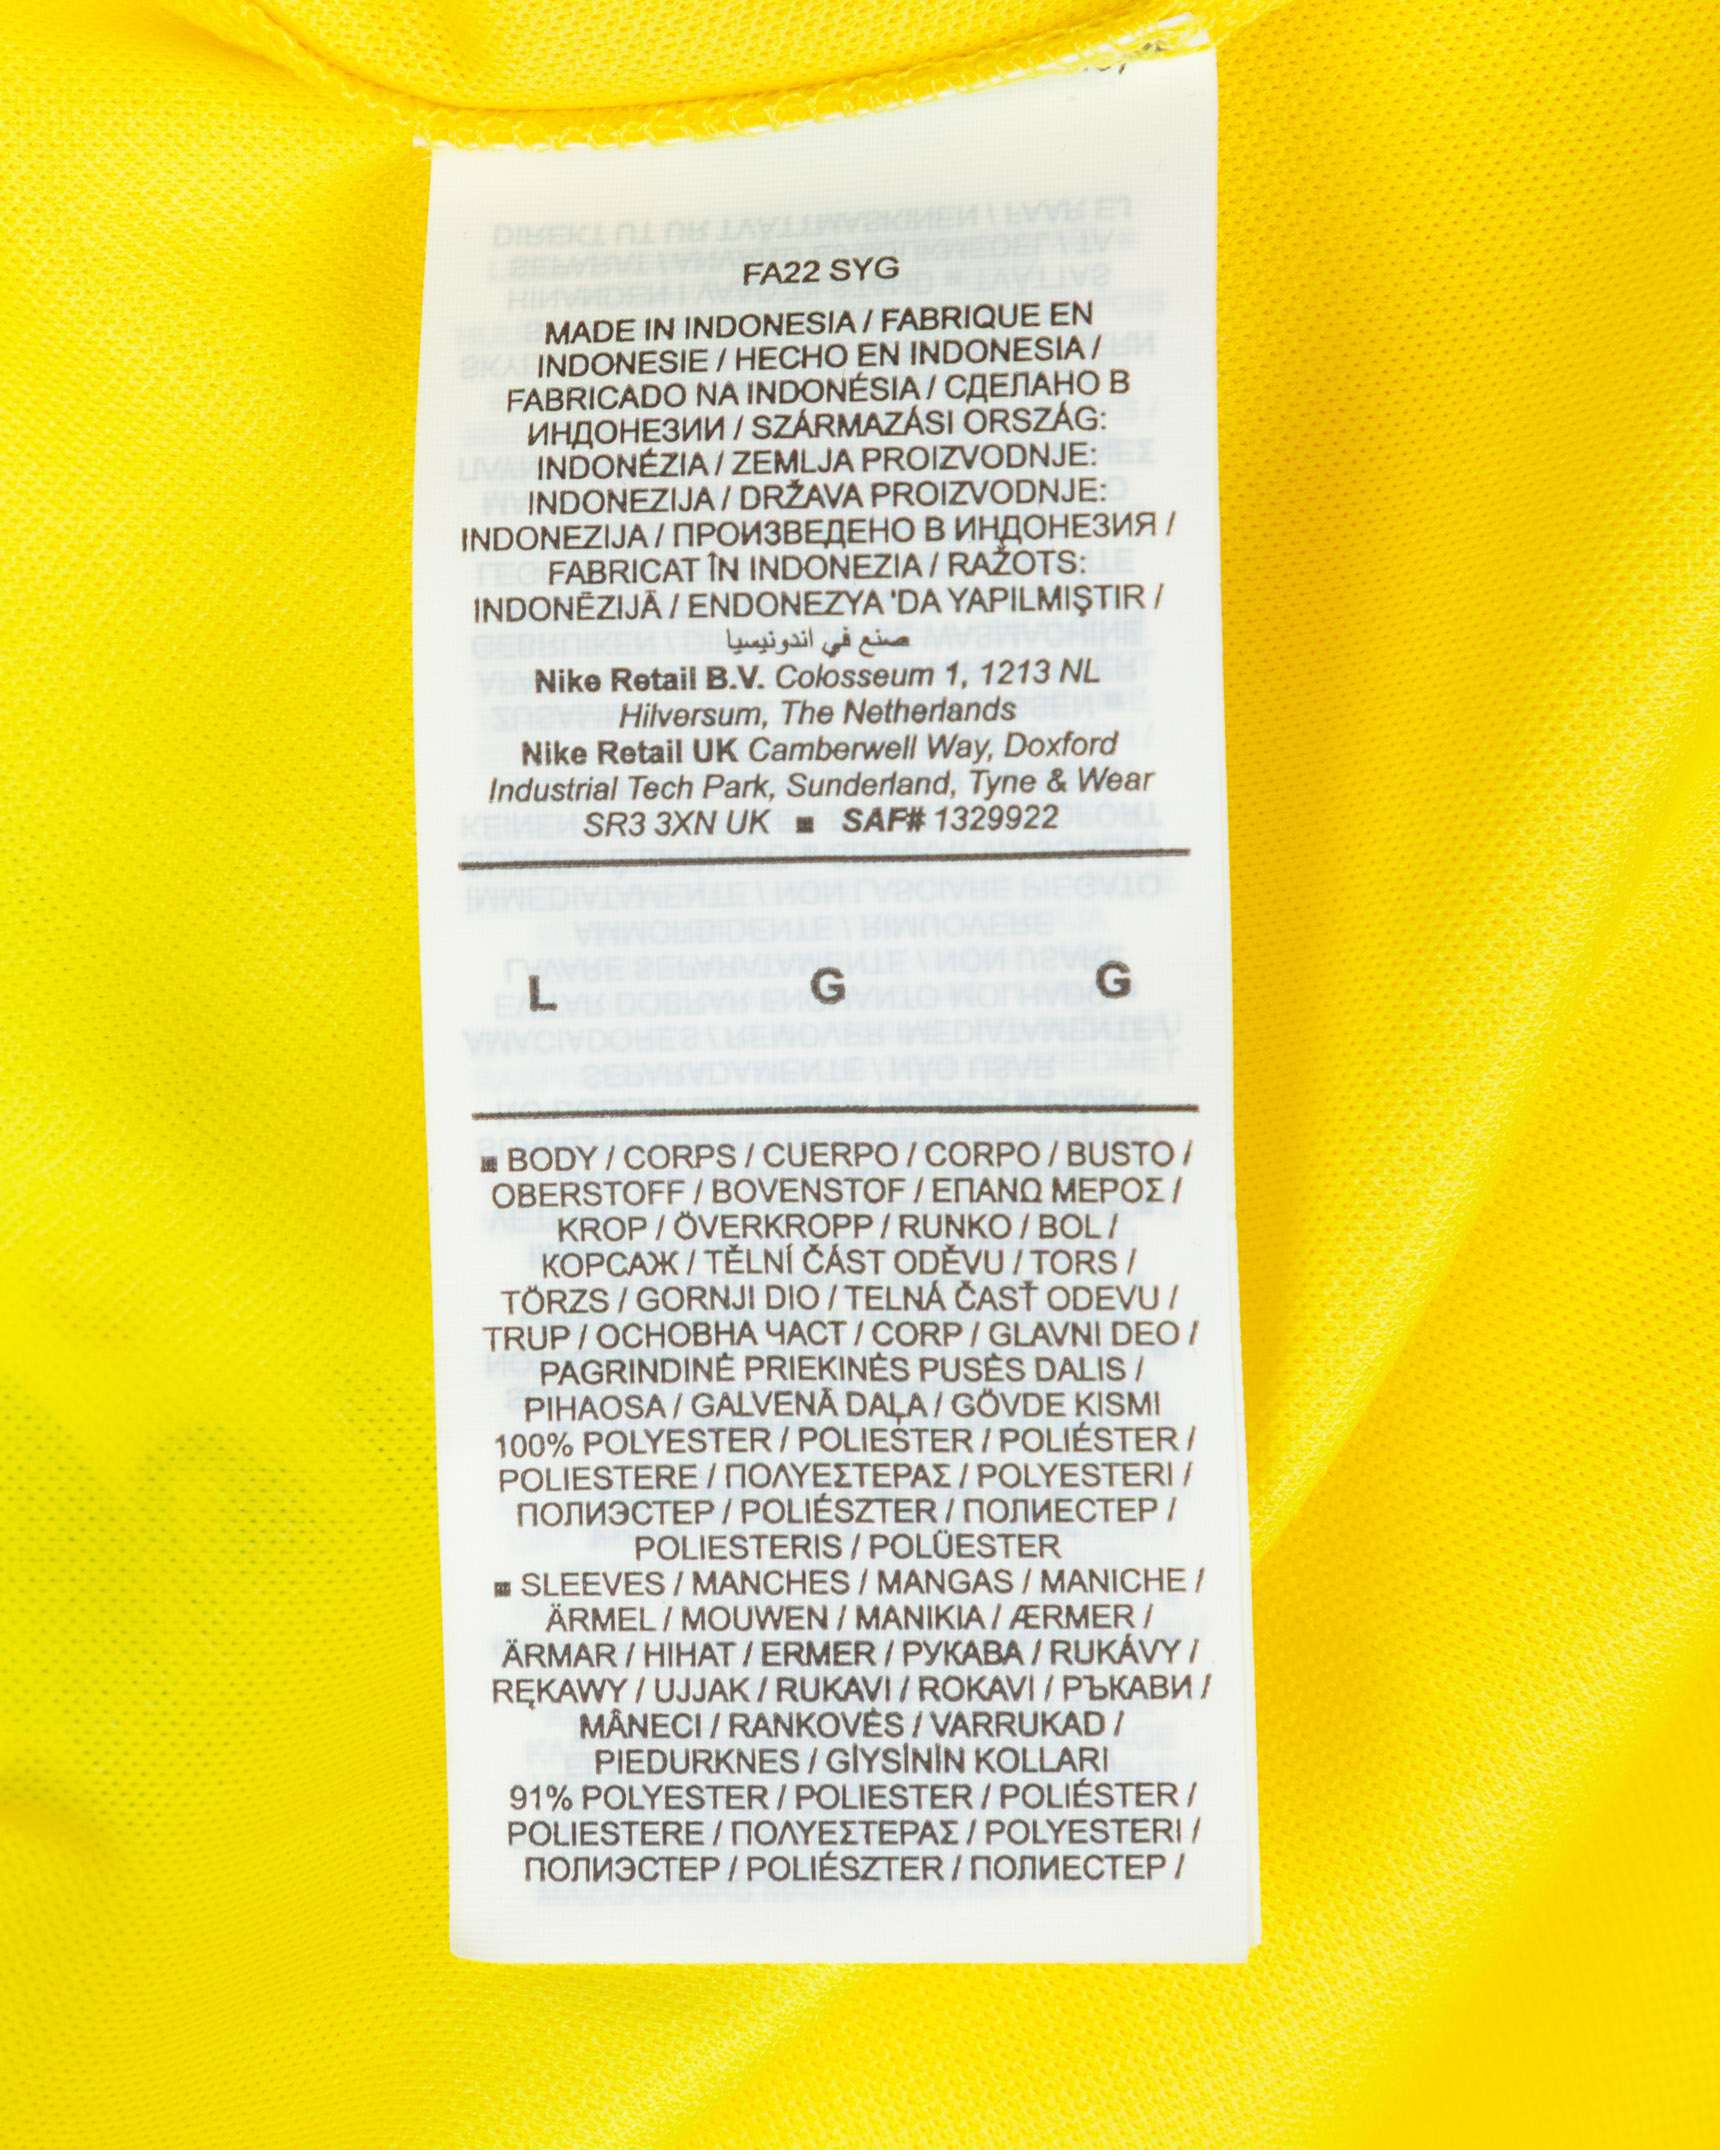 FA22 SYG
MADE IN INDONESIA / FABRIQUE EN
INDONESIE / HECHO EN INDONESIA /
FABRICADO NA INDONÉSIA / СДЕЛАНО В
ИНДОНЕЗИИ / SZÁRMAZÁSI ORSZÁG:
INDONÉZIA / ZEMLJA PROIZVODNJE:
INDONEZIJA / DRŽAVA PROIZVODNJE:
INDONEZIJA / ПРОИЗВЕДЕНО В ИНДОНЕЗИЯ /
FABRICAT ÎN INDONEZIA / RAŽOTS:
INDONĒZIJĀ / ENDONEZYA 'DA YAPILMIŞTIR /
صنع في اندونيسيا
Nike Retail B.V. Colosseum 1, 1213 NL
Hilversum, The Netherlands
Nike Retail UK Camberwell Way, Doxford
Industrial Tech Park, Sunderland, Tyne & Wear
SR3 3XN UK ■ SAF# 1329922
L G G
■ BODY / CORPS / CUERPO / CORPO / BUSTO /
OBERSTOFF / BOVENSTOF / ΕΠΑΝΩ ΜΕΡΟΣ /
KROP / ÖVERKROPP / RUNKO / BOL /
КОРСАЖ / TĚLNÍ ČÁST ODĚVU / TORS /
TÖRZS / GORNJI DIO / TELNÁ ČASŤ ODEVU /
TRUP / ОСНОВНА ЧАСТ / CORP / GLAVNI DEO /
PAGRINDINĖ PRIEKINĖS PUSĖS DALIS /
PIHAOSA / GALVENĀ DAĻA / GÖVDE KISMI
100% POLYESTER / POLIESTER / POLIÉSTER /
POLIESTERE / ΠΟΛΥΕΣΤΕΡΑΣ / POLYESTERI /
ПОЛИЭСТЕР / POLIÉSZTER / ПОЛИЕСТЕР /
POLIESTERIS / POLÜESTER
■ SLEEVES / MANCHES / MANGAS / MANICHE /
ÄRMEL / MOUWEN / MANIKIA / ÆRMER /
ÄRMAR / HIHAT / ERMER / РУКАВА / RUKÁVY /
RĘKAWY / UJJAK / RUKAVI / ROKAVI / РЪКАВИ /
MÂNECI / RANKOVĖS / VARRUKAD /
PIEDURKNES / GİYSİNİN KOLLARI
91% POLYESTER / POLIESTER / POLIÉSTER /
POLIESTERE / ΠΟΛΥΕΣΤΕΡΑΣ / POLYESTERI /
ПОЛИЭСТЕР / POLIÉSZTER / ПОЛИЕСТЕР /